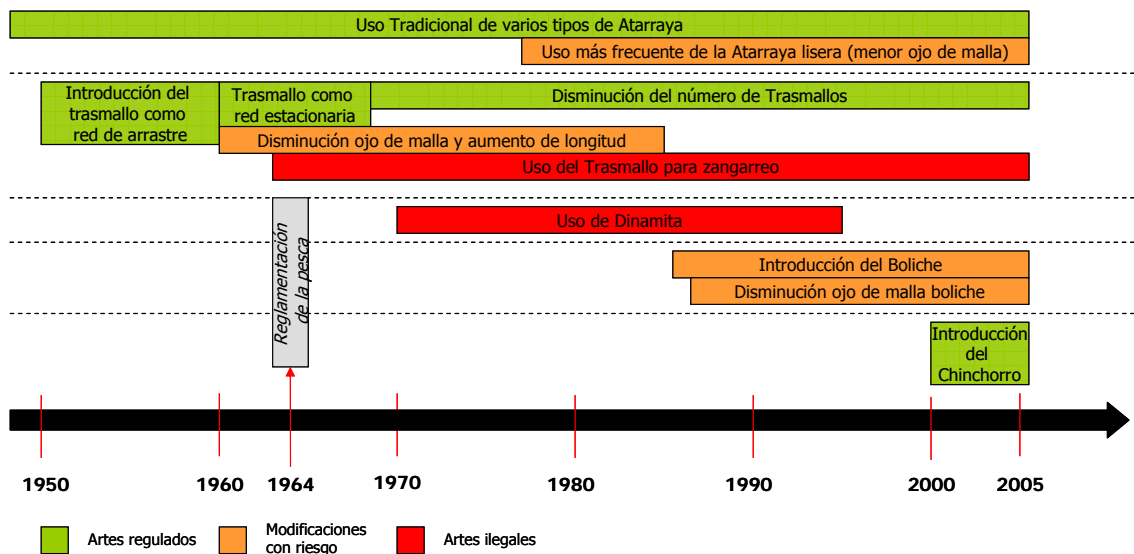 Uso Tradicional de varios tipos de Atarraya
Uso más frecuente de la Atarraya lisera (menor ojo de malla)
Introducción del
trasmallo como
red de arrastre
Trasmallo como
red estacionaria
Disminución del número de Trasmallos
Disminución ojo de malla y aumento de longitud
Uso del Trasmallo para zangarreo
Reglamentación
de la pesca
Uso de Dinamita
Introducción del Boliche
Disminución ojo de malla boliche
Introducción
del
Chinchorro
1950
1960
1964
1970
1980
1990
2000
2005
Artes regulados
Modificaciones
con riesgo
Artes ilegales